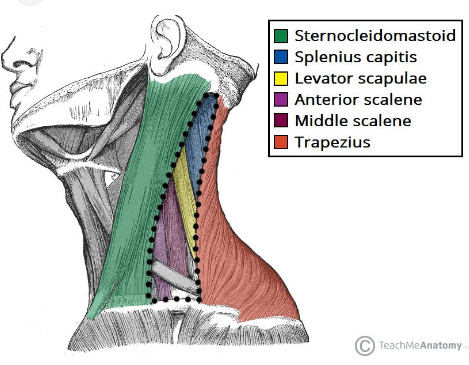 Sternocleidomastoid
Splenius capitis
Levator scapulae
Anterior scalene
Middle scalene
Trapezius
© TeachMeAnatomy